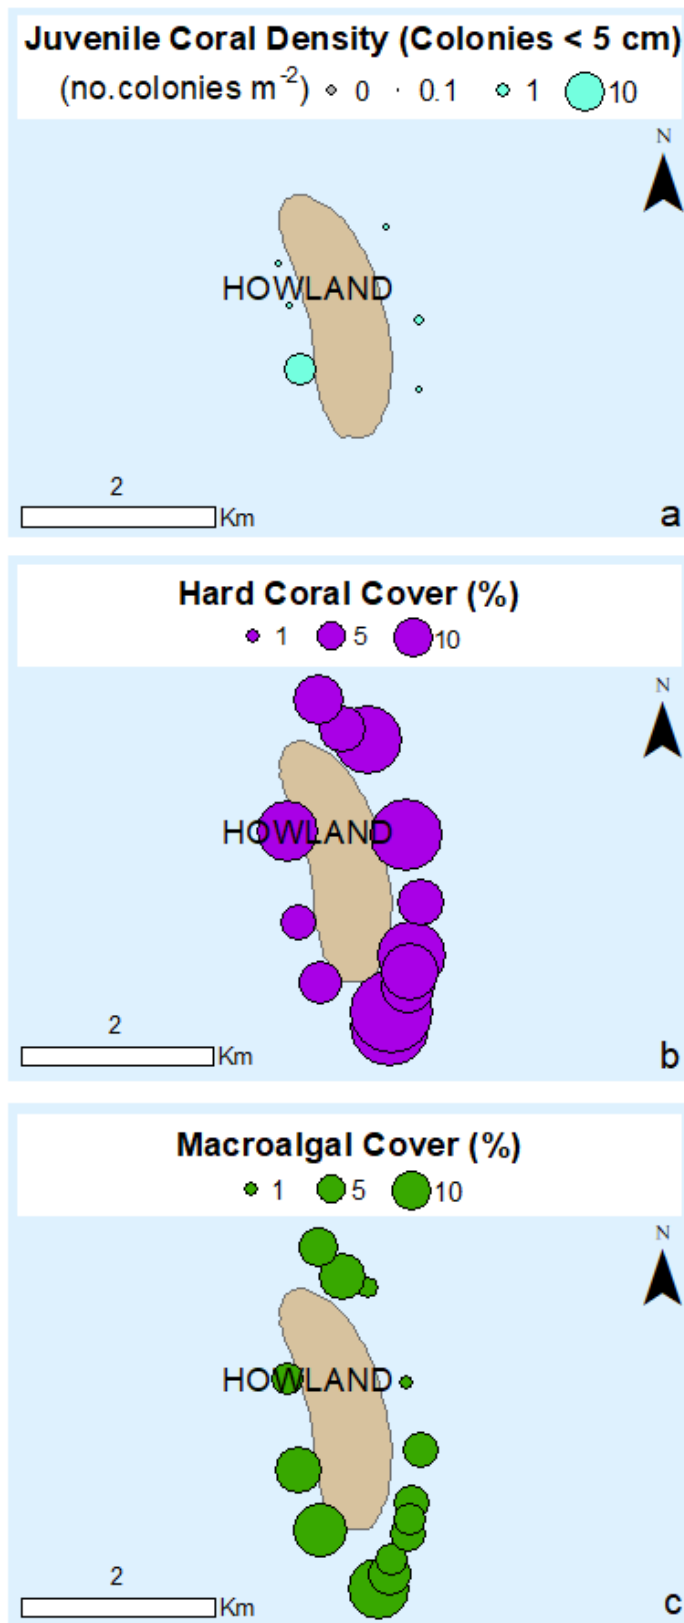 Juvenile Coral Density (Colonies < 5 cm)
(no.colonies m⁻²) 0 0.1 1 10
N
HOWLAND
2
Km
a
Hard Coral Cover (%)
1 5 10
N
HOWLAND
2
Km
b
Macroalgal Cover (%)
1 5 10
N
HOWLAND
2
Km
c